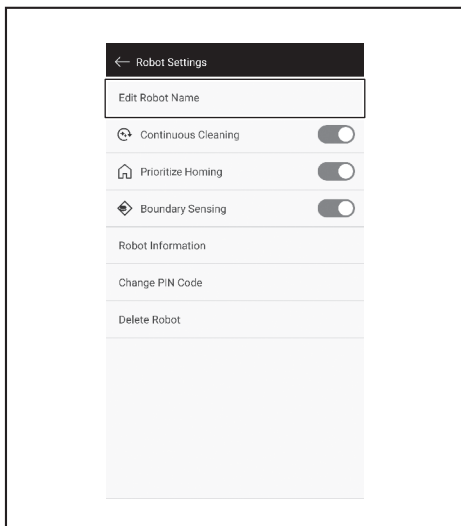 Robot Settings
Edit Robot Name
Continuous Cleaning
Prioritize Homing
Boundary Sensing
Robot Information
Change PIN Code
Delete Robot